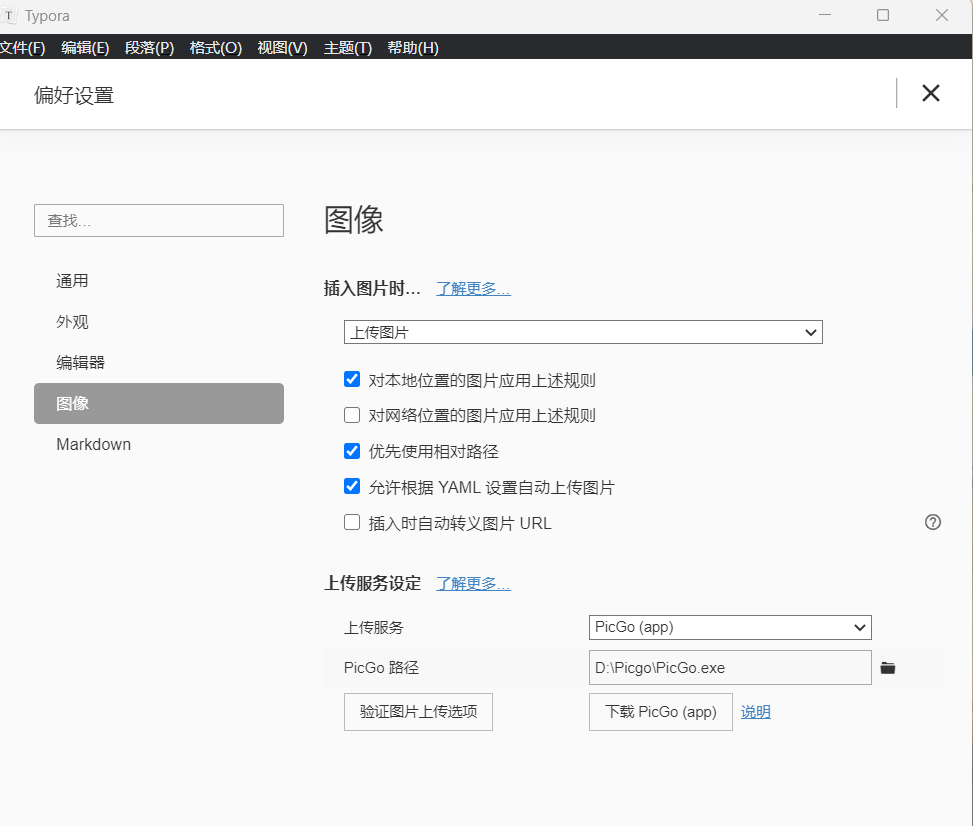 T Typora
文件(F) 编辑(E) 段落(P) 格式(O) 视图(V) 主题(T) 帮助(H)
偏好设置
查找...
通用
外观
编辑器
图像
Markdown
图像
插入图片时... 了解更多...
上传图片
对本地位置的图片应用上述规则
对网络位置的图片应用上述规则
优先使用相对路径
允许根据 YAML 设置自动上传图片
插入时自动转义图片 URL
上传服务设定 了解更多...
上传服务 PicGo (app)
PicGo 路径 D:\Picgo\PicGo.exe
验证图片上传选项 下载 PicGo (app) 说明